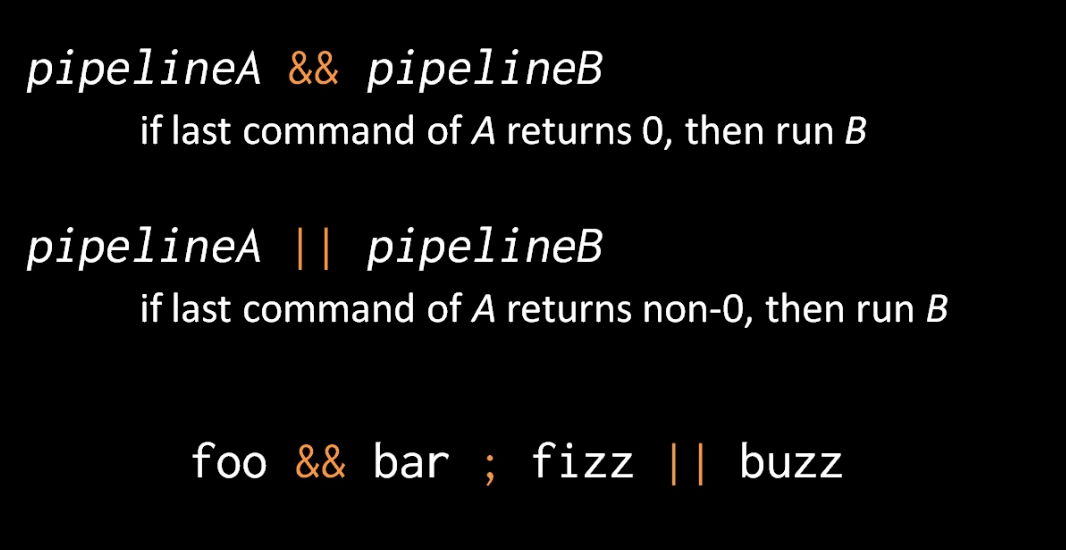 pipelineA && pipelineB
if last command of A returns 0, then run B
pipelineA || pipelineB
if last command of A returns non-0, then run B
foo && bar ; fizz || buzz